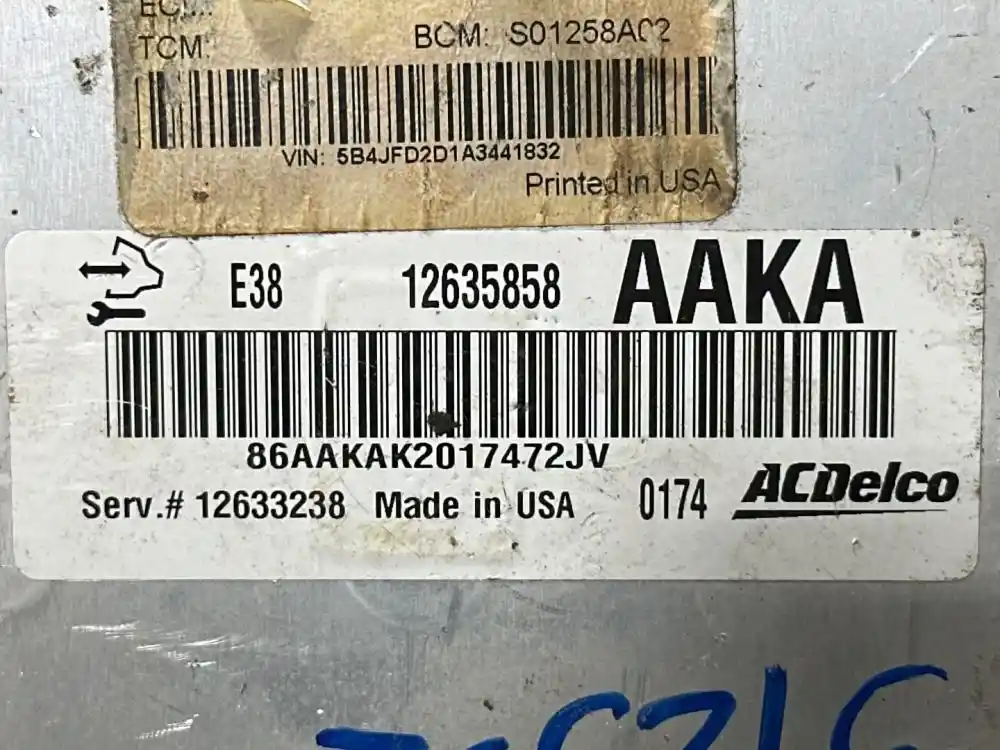 TCM:
BCM: S01258A02
VIN: 5B4JFD2D1A3441832
Printed in USA
E38 12635858 AAKA
86AAKAK2017472JV
Serv.# 12633238 Made in USA 0174 ACDelco